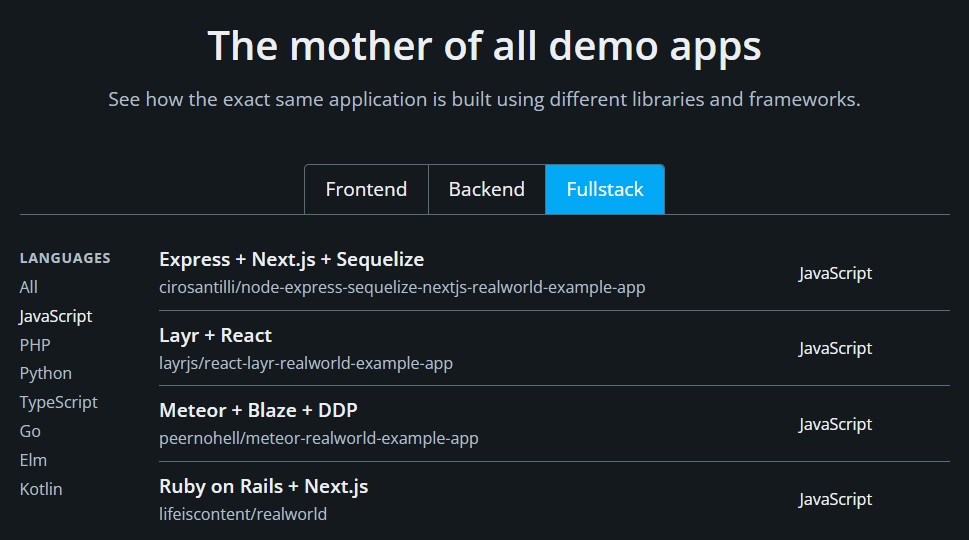 The mother of all demo apps
See how the exact same application is built using different libraries and frameworks.
Frontend Backend Fullstack
LANGUAGES
All
JavaScript
PHP
Python
TypeScript
Go
Elm
Kotlin
Express + Next.js + Sequelize
cirosantilli/node-express-sequelize-nextjs-realworld-example-app
JavaScript
Layr + React
layrjs/react-layr-realworld-example-app
JavaScript
Meteor + Blaze + DDP
peernohell/meteor-realworld-example-app
JavaScript
Ruby on Rails + Next.js
lifeiscontent/realworld
JavaScript